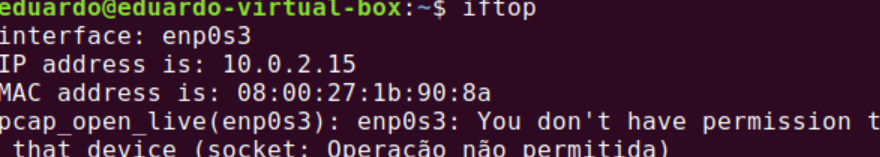 eduardo@eduardo-virtual-box:~$ iftop
interface: enp0s3
IP address is: 10.0.2.15
MAC address is: 08:00:27:1b:90:8a
pcap_open_live(enp0s3): enp0s3: You don't have permission t
that device (socket: Operação não permitida)